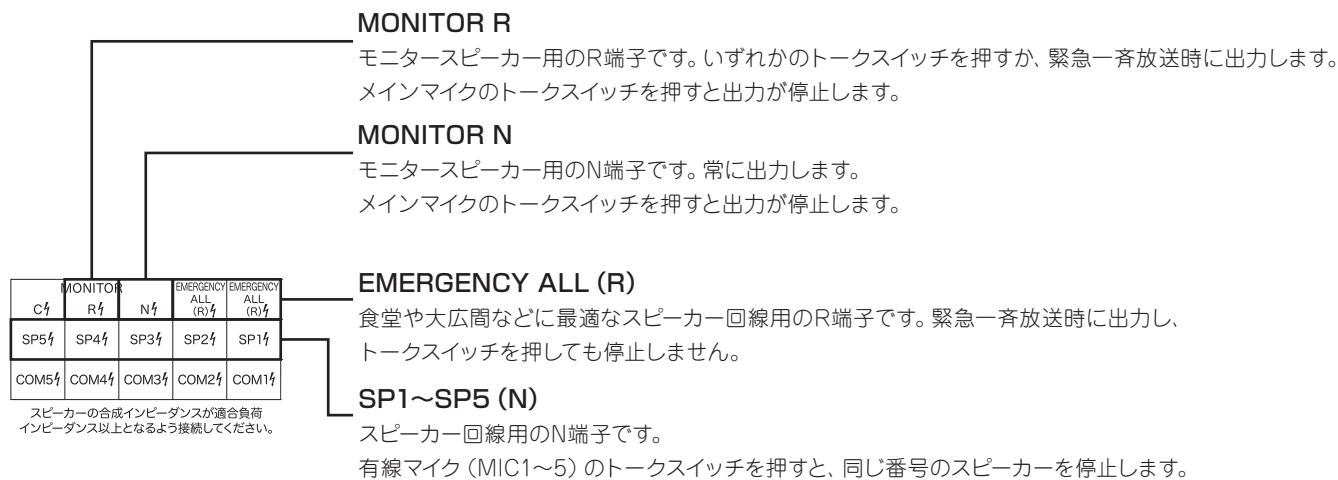 MONITOR R
モニタースピーカー用のR端子です。いずれかのトークスイッチを押すか、緊急一斉放送時に出力します。
メインマイクのトークスイッチを押すと出力が停止します。
MONITOR N
モニタースピーカー用のN端子です。常に出力します。
メインマイクのトークスイッチを押すと出力が停止します。
EMERGENCY ALL（R）
食堂や大広間などに最適なスピーカー回線用のR端子です。緊急一斉放送時に出力し、
トークスイッチを押しても停止しません。
SP1～SP5（N）
スピーカー回線用のN端子です。
有線マイク（MIC1～5）のトークスイッチを押すと、同じ番号のスピーカーを停止します。
MONITOR EMERGENCY EMERGENCY
ALL ALL
C R N (R) (R)
SP5 SP4 SP3 SP2 SP1
COM5 COM4 COM3 COM2 COM1
スピーカーの合成インピーダンスが適合負荷
インピーダンス以上となるよう接続してください。